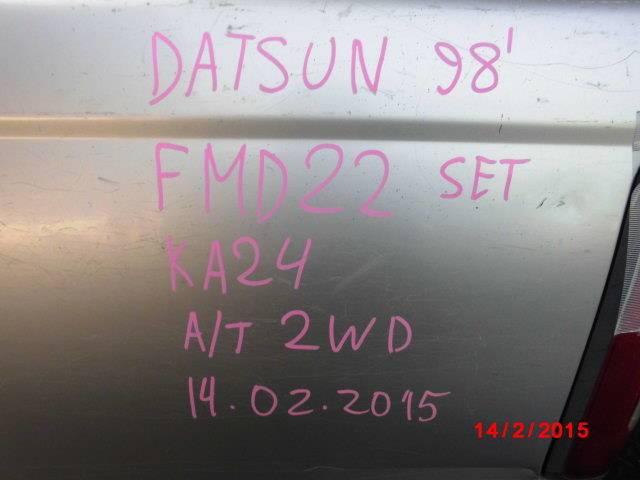 DATSUN 98'
FMD22 SET
KA24
A/T 2WD
14.02.2015
14/2/2015